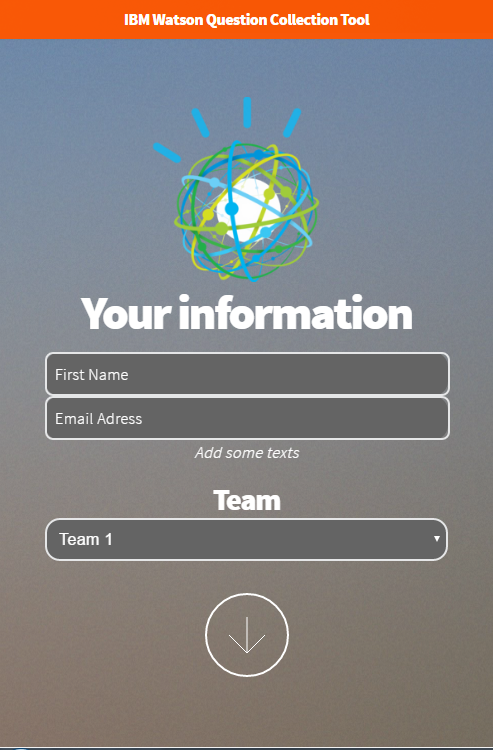 IBM Watson Question Collection Tool
Your information
First Name
Email Adress
Add some texts
Team
Team 1